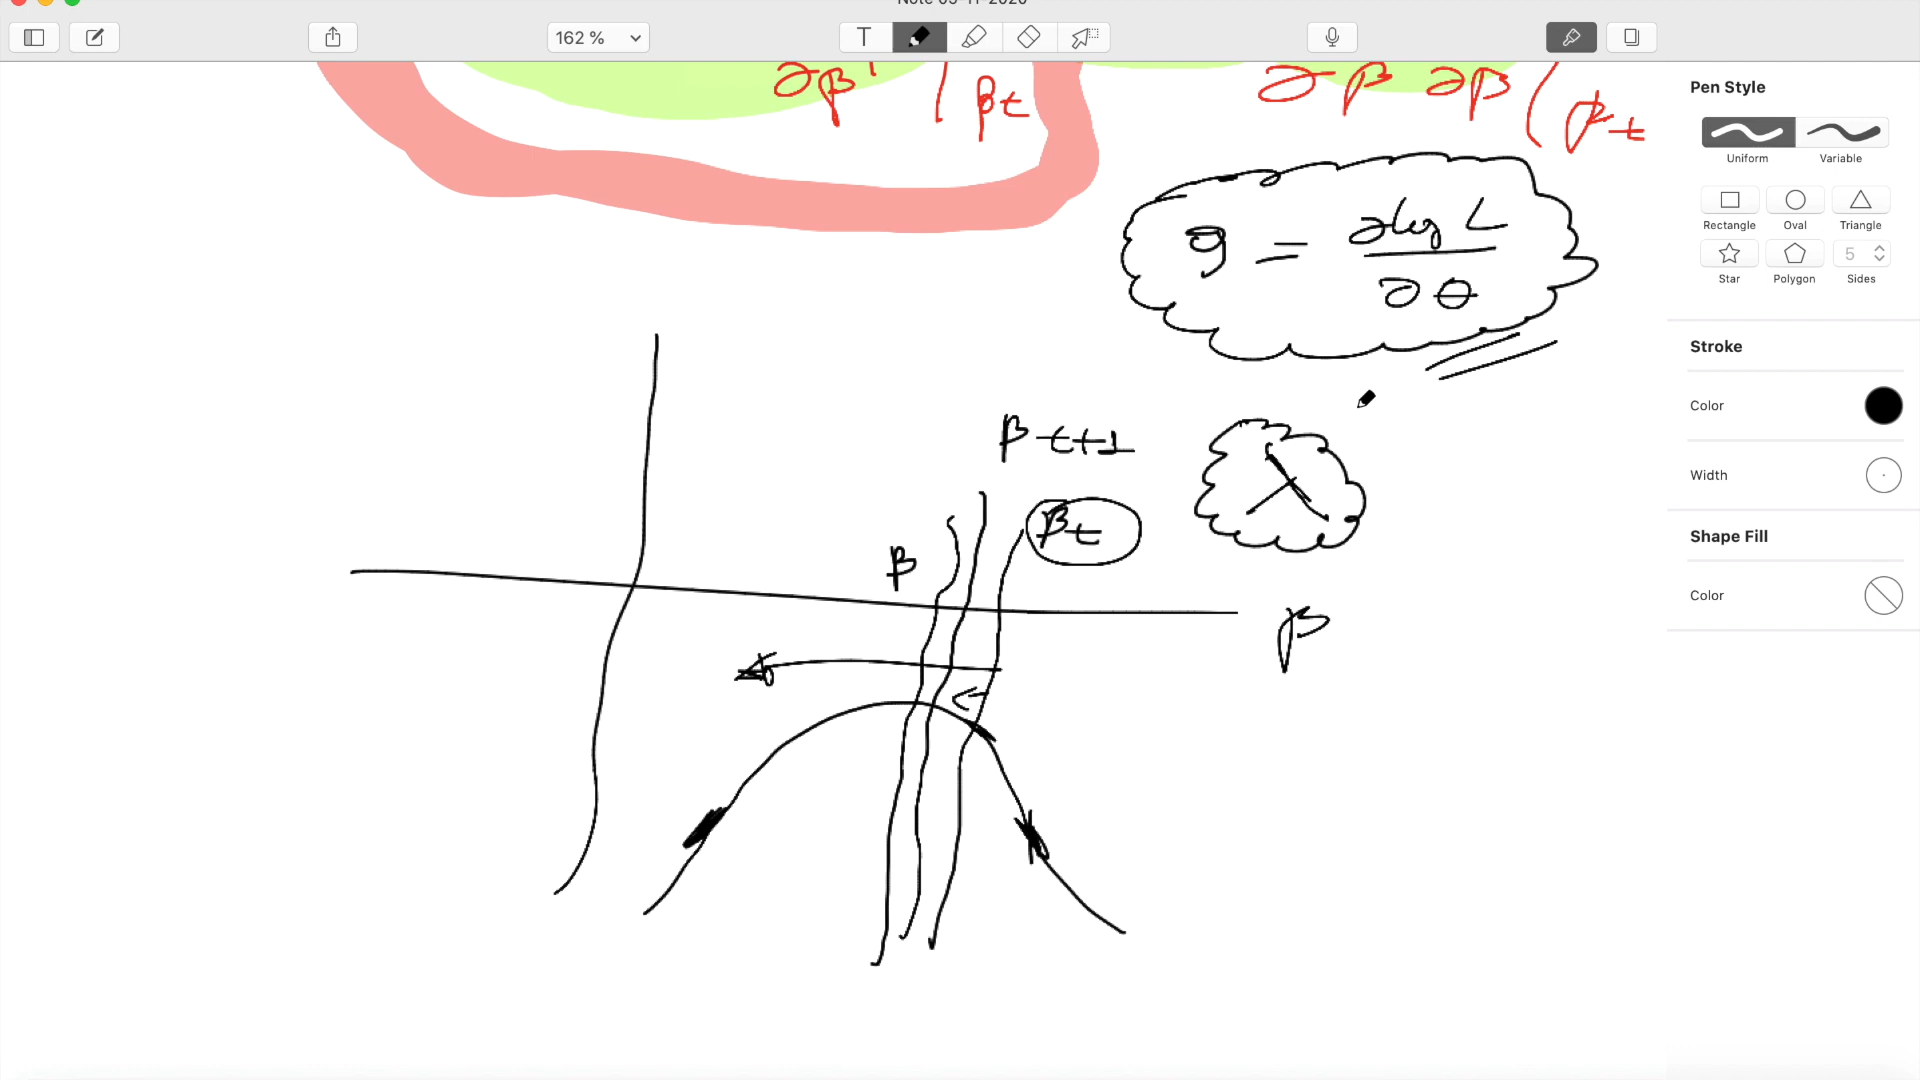 162 %
T
Pen Style
Uniform
Variable
Rectangle
Oval
Triangle
5
Star
Polygon
Sides
Stroke
Color
Width
Shape Fill
Color
∂β' | βt
∂β ∂β | βt
g = ∂ log L / ∂θ
β t+1
βt
β
β